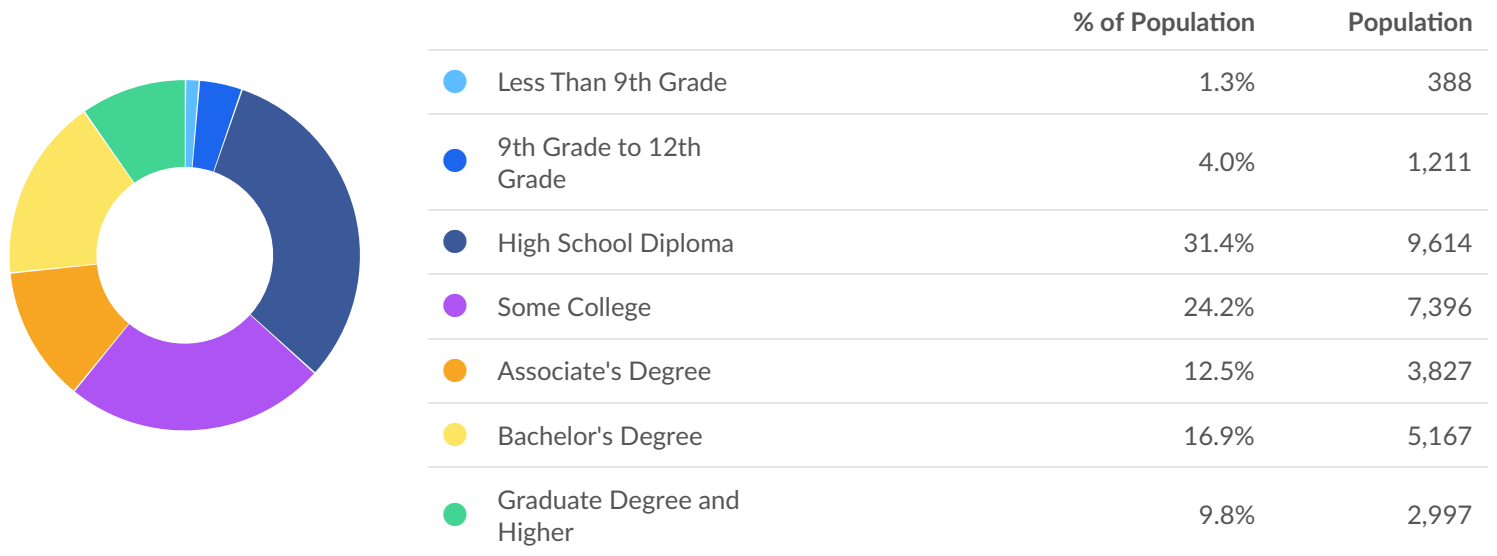 % of Population Population
Less Than 9th Grade 1.3% 388
9th Grade to 12th
Grade 4.0% 1,211
High School Diploma 31.4% 9,614
Some College 24.2% 7,396
Associate's Degree 12.5% 3,827
Bachelor's Degree 16.9% 5,167
Graduate Degree and
Higher 9.8% 2,997